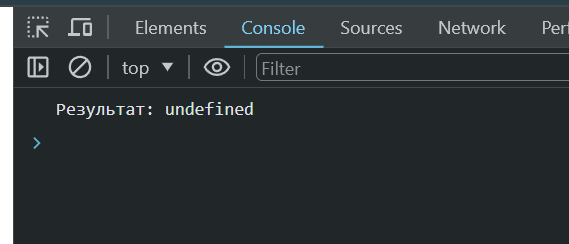 Elements Console Sources Network
top Filter
Результат: undefined